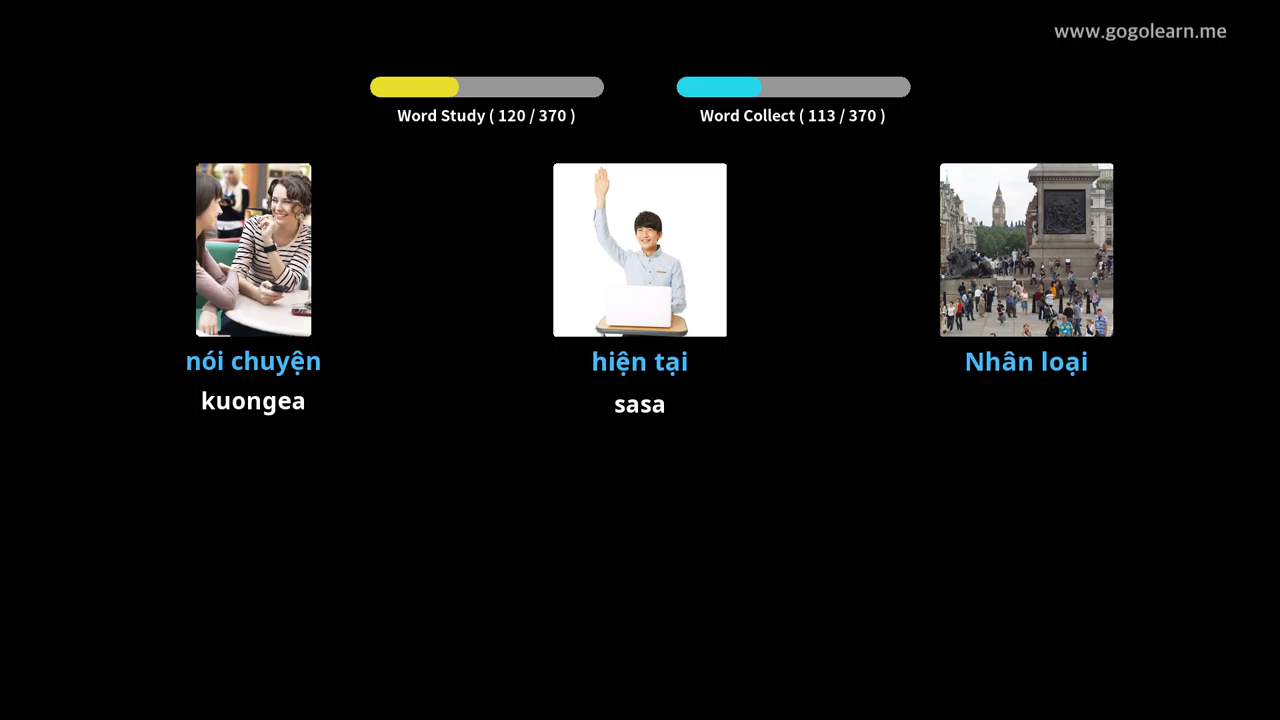 www.gogolearn.me
Word Study ( 120 / 370 )
Word Collect ( 113 / 370 )
nói chuyện
kuongea
hiện tại
sasa
Nhân loại